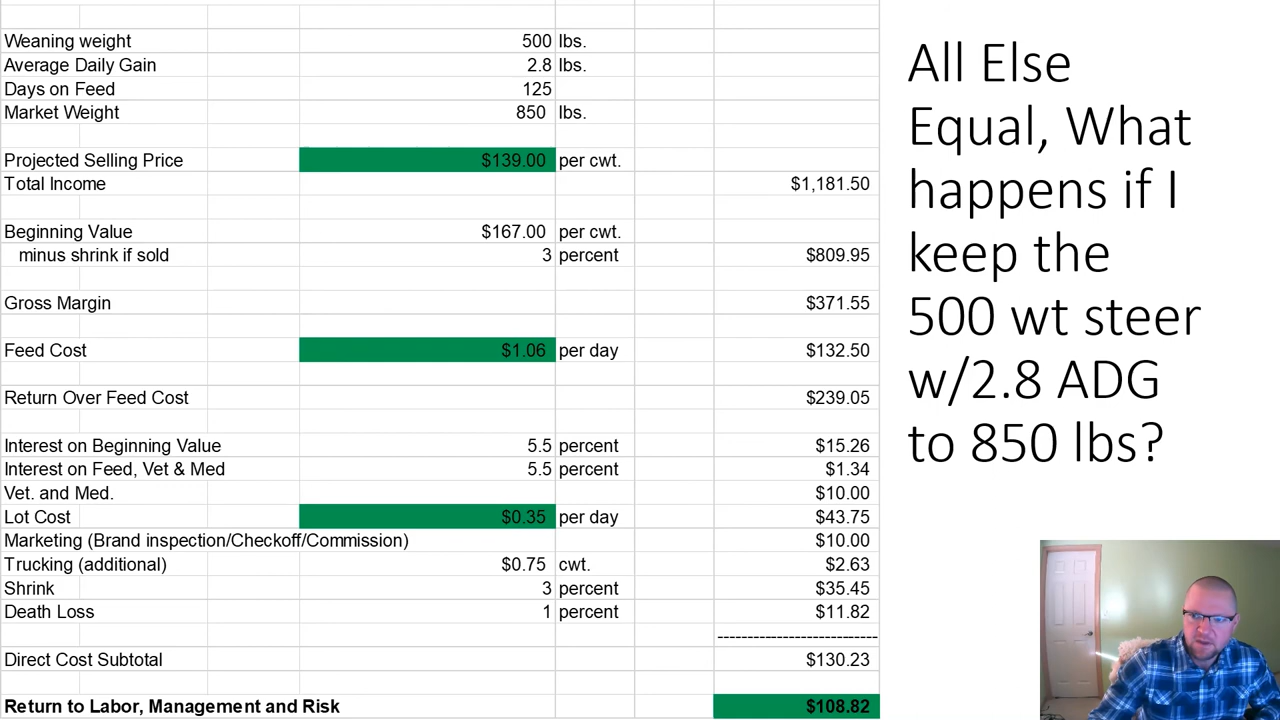 Weaning weight 500 lbs.
Average Daily Gain 2.8 lbs.
Days on Feed 125
Market Weight 850 lbs.
Projected Selling Price $139.00 per cwt.
Total Income $1,181.50
Beginning Value $167.00 per cwt.
minus shrink if sold 3 percent $809.95
Gross Margin $371.55
Feed Cost $1.06 per day $132.50
Return Over Feed Cost $239.05
Interest on Beginning Value 5.5 percent $15.26
Interest on Feed, Vet & Med 5.5 percent $1.34
Vet. and Med. $10.00
Lot Cost $0.35 per day $43.75
Marketing (Brand inspection/Checkoff/Commission) $10.00
Trucking (additional) $0.75 cwt. $2.63
Shrink 3 percent $35.45
Death Loss 1 percent $11.82
---------------------------
Direct Cost Subtotal $130.23
Return to Labor, Management and Risk $108.82
All Else
Equal, What
happens if I
keep the
500 wt steer
w/2.8 ADG
to 850 lbs?